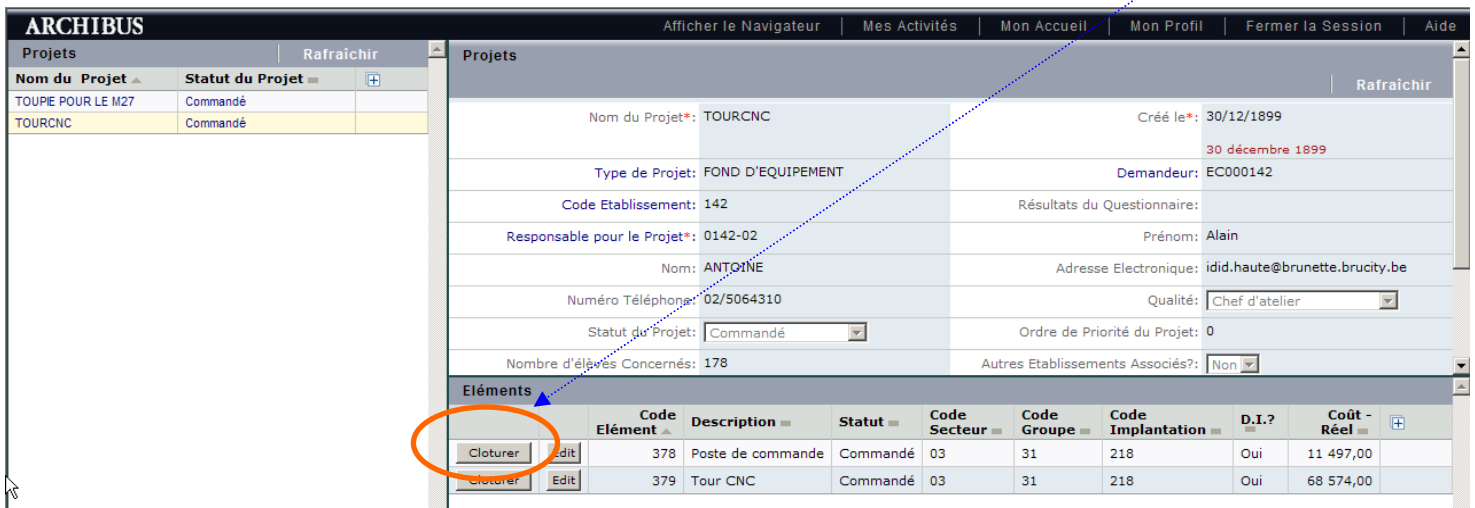 ARCHIBUS
Afficher le Navigateur | Mes Activités | Mon Accueil | Mon Profil | Fermer la Session | Aide
Projets | Rafraîchir
Nom du Projet Statut du Projet
TOUPIE POUR LE M27 Commandé
TOURCNC Commandé
Projets
Rafraîchir
Nom du Projet*: TOURCNC Créé le*: 30/12/1899
30 décembre 1899
Type de Projet: FOND D'EQUIPEMENT Demandeur: EC000142
Code Etablissement: 142 Résultats du Questionnaire:
Responsable pour le Projet*: 0142-02 Prénom: Alain
Nom: ANTOINE Adresse Electronique: idid.haute@brunette.brucity.be
Numéro Téléphone: 02/5064310 Qualité: Chef d'atelier
Statut du Projet: Commandé Ordre de Priorité du Projet: 0
Nombre d'élèves Concernés: 178 Autres Etablissements Associés?: Non
Eléments
Code Elément Description Statut Code Secteur Code Groupe Code Implantation D.I.? Coût - Réel
Cloturer Edit 378 Poste de commande Commandé 03 31 218 Oui 11 497,00
Cloturer Edit 379 Tour CNC Commandé 03 31 218 Oui 68 574,00